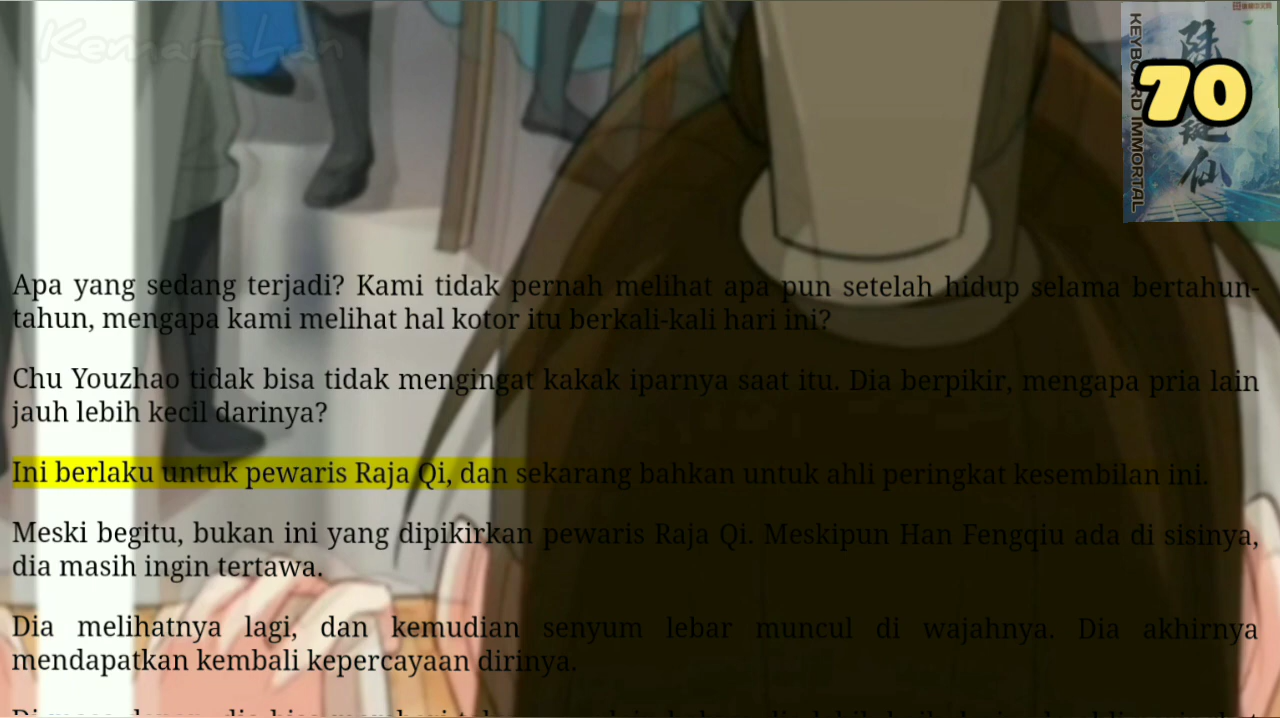 Kemarahan
KEYBOARD IMMORTAL
70
仙
Apa yang sedang terjadi? Kami tidak pernah melihat apa pun setelah hidup selama bertahun-
tahun, mengapa kami melihat hal kotor itu berkali-kali hari ini?
Chu Youzhao tidak bisa tidak mengingat kakak iparnya saat itu. Dia berpikir, mengapa pria lain
jauh lebih kecil darinya?
Ini berlaku untuk pewaris Raja Qi, dan sekarang bahkan untuk ahli peringkat kesembilan ini.
Meski begitu, bukan ini yang dipikirkan pewaris Raja Qi. Meskipun Han Fengqiu ada di sisinya,
dia masih ingin tertawa.
Dia melihatnya lagi, dan kemudian senyum lebar muncul di wajahnya. Dia akhirnya
mendapatkan kembali kepercayaan dirinya.